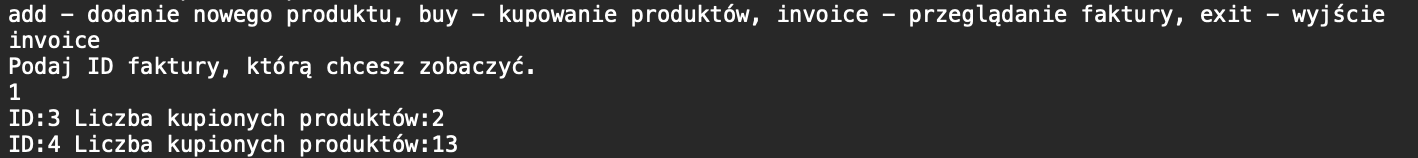 add – dodanie nowego produktu, buy – kupowanie produktów, invoice – przeglądanie faktury, exit – wyjście
invoice
Podaj ID faktury, którą chcesz zobaczyć.
1
ID:3 Liczba kupionych produktów:2
ID:4 Liczba kupionych produktów:13